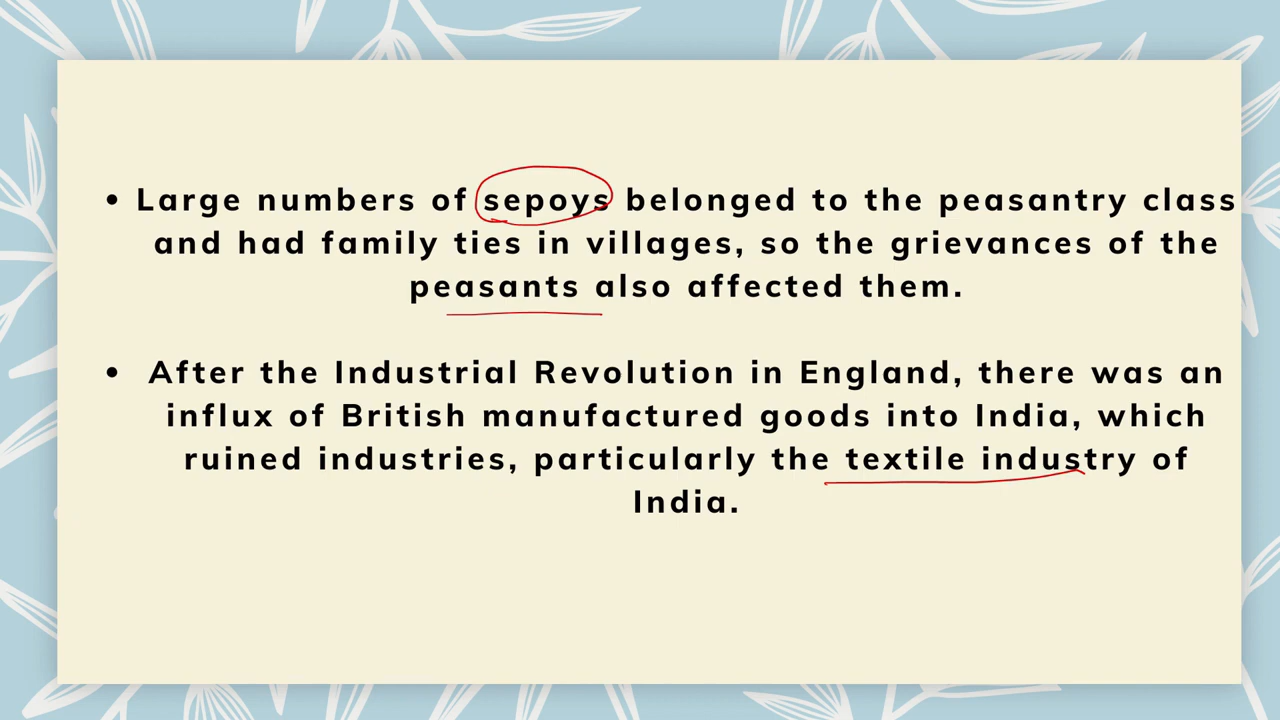 • Large numbers of sepoys belonged to the peasantry class
and had family ties in villages, so the grievances of the
peasants also affected them.
• After the Industrial Revolution in England, there was an
influx of British manufactured goods into India, which
ruined industries, particularly the textile industry of
India.